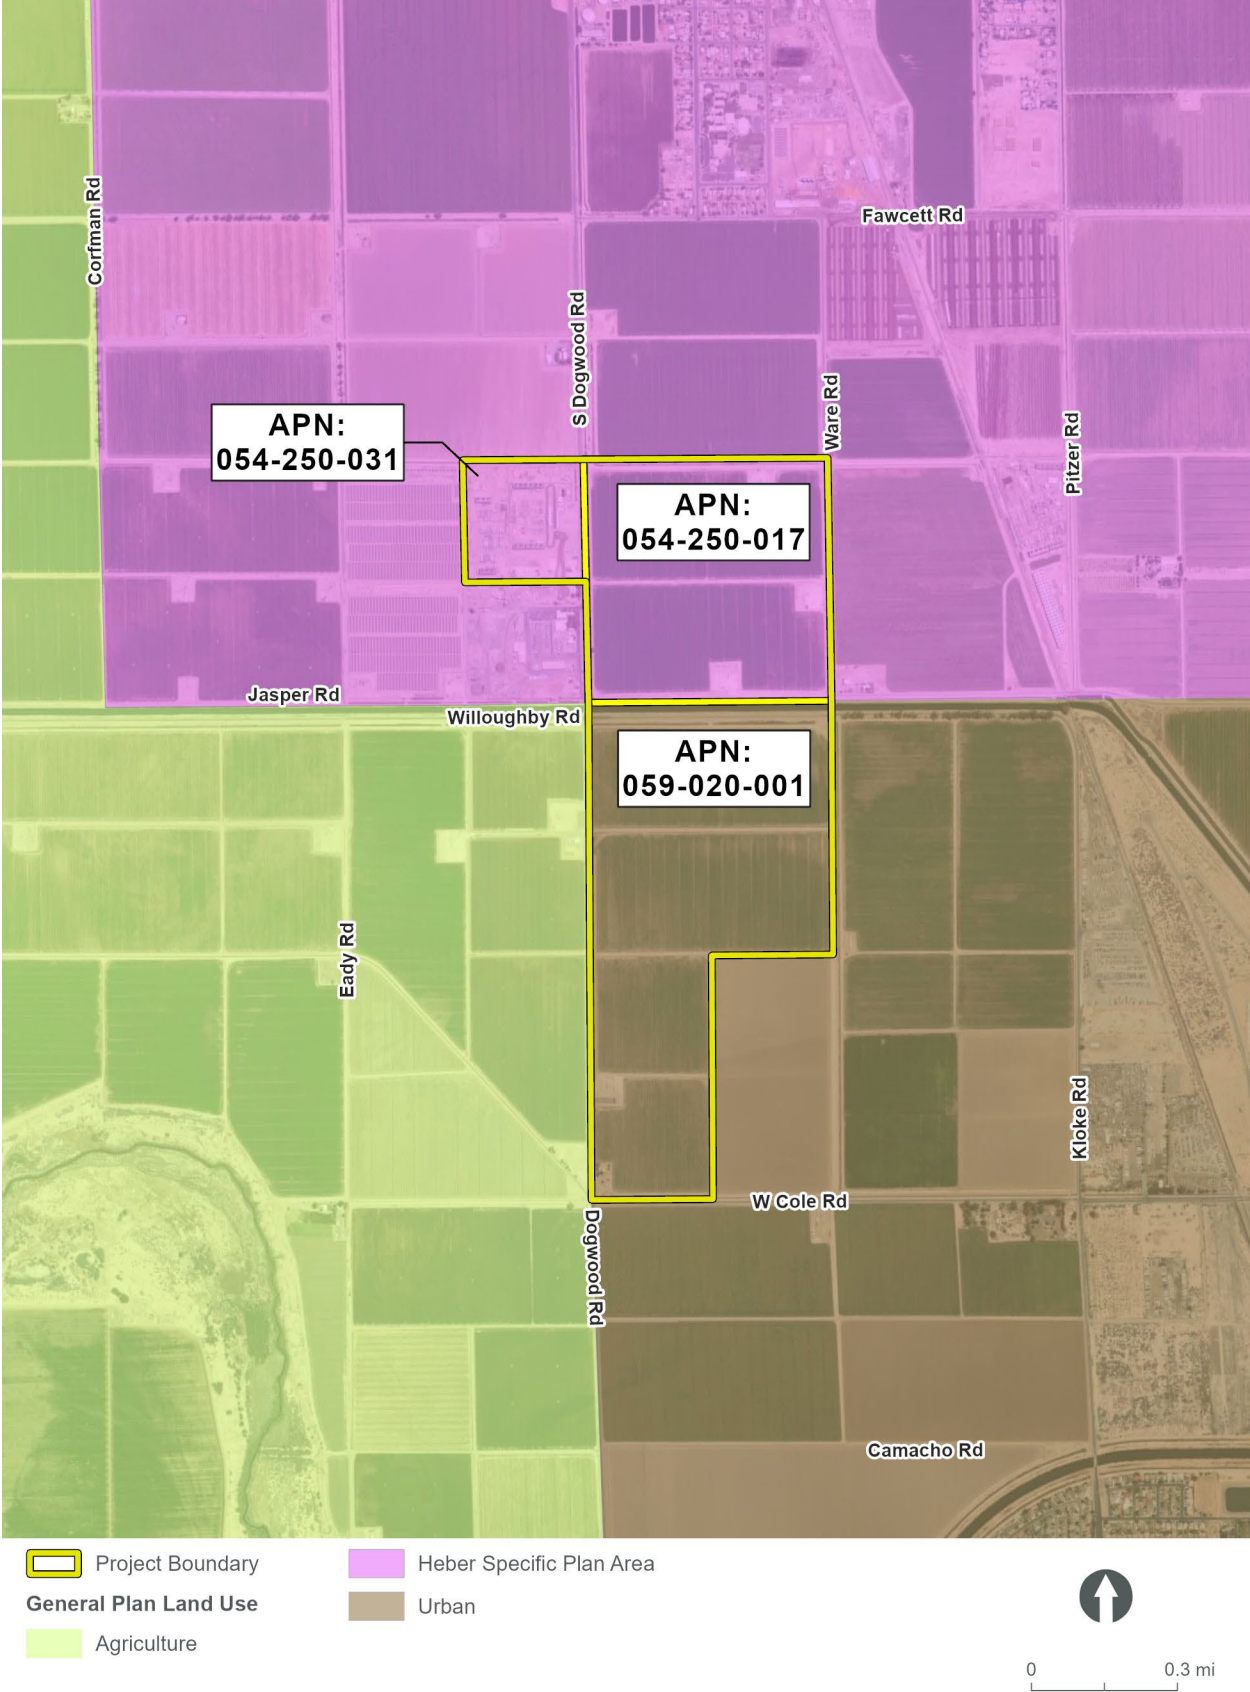 Fawcett Rd
Corfman Rd
S Dogwood Rd
Ware Rd
Pitzer Rd
APN:
054-250-031
APN:
054-250-017
Jasper Rd
Willoughby Rd
APN:
059-020-001
Eady Rd
Kloke Rd
W Cole Rd
Dogwood Rd
Camacho Rd
Project Boundary
General Plan Land Use
Agriculture
Heber Specific Plan Area
Urban
0
0.3 mi